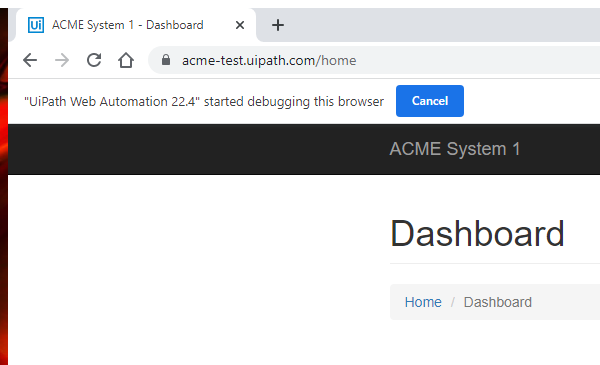 Ui ACME System 1 - Dashboard
acme-test.uipath.com/home
"UiPath Web Automation 22.4" started debugging this browser Cancel
ACME System 1
Dashboard
Home / Dashboard